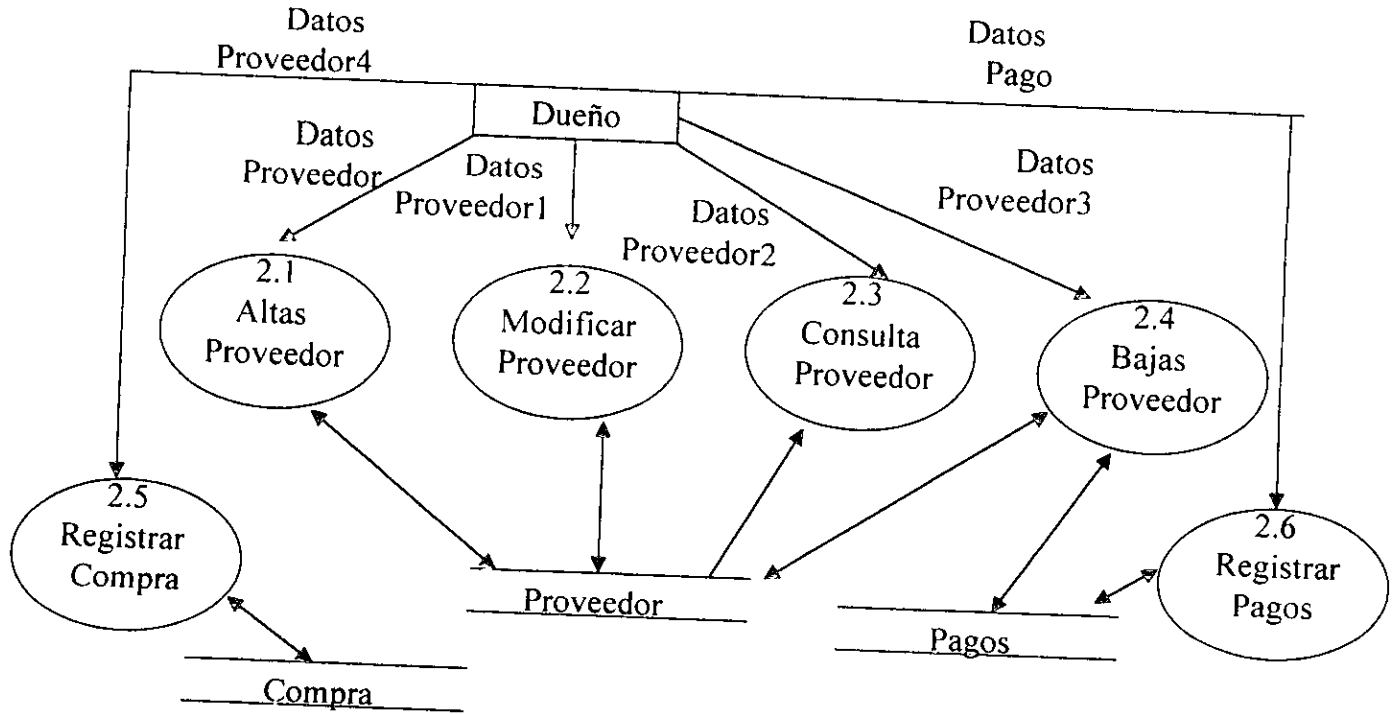 Datos
Proveedor4
Datos
Pago
Dueño
Datos
Proveedor
Datos
Proveedor1
Datos
Proveedor2
Datos
Proveedor3
2.1
Altas
Proveedor
2.2
Modificar
Proveedor
2.3
Consulta
Proveedor
2.4
Bajas
Proveedor
2.5
Registrar
Compra
2.6
Registrar
Pagos
Proveedor
Pagos
Compra